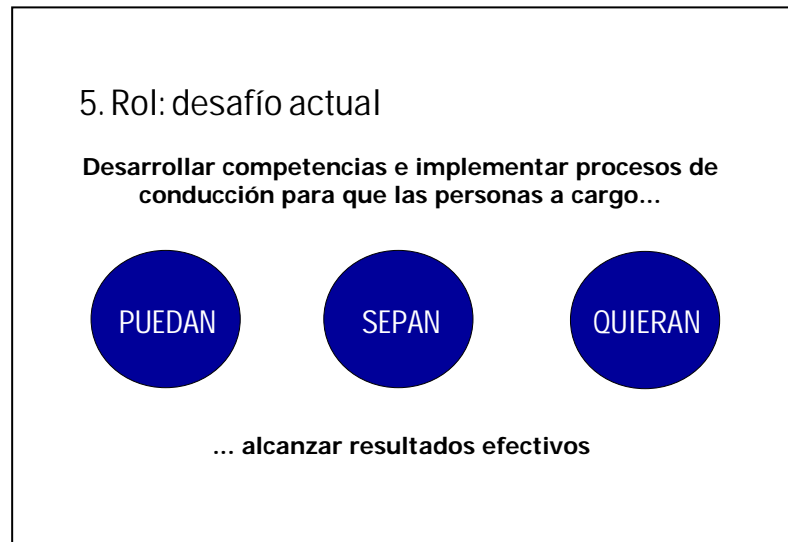 5. Rol: desafío actual
Desarrollar competencias e implementar procesos de
conducción para que las personas a cargo...
PUEDAN
SEPAN
QUIERAN
... alcanzar resultados efectivos